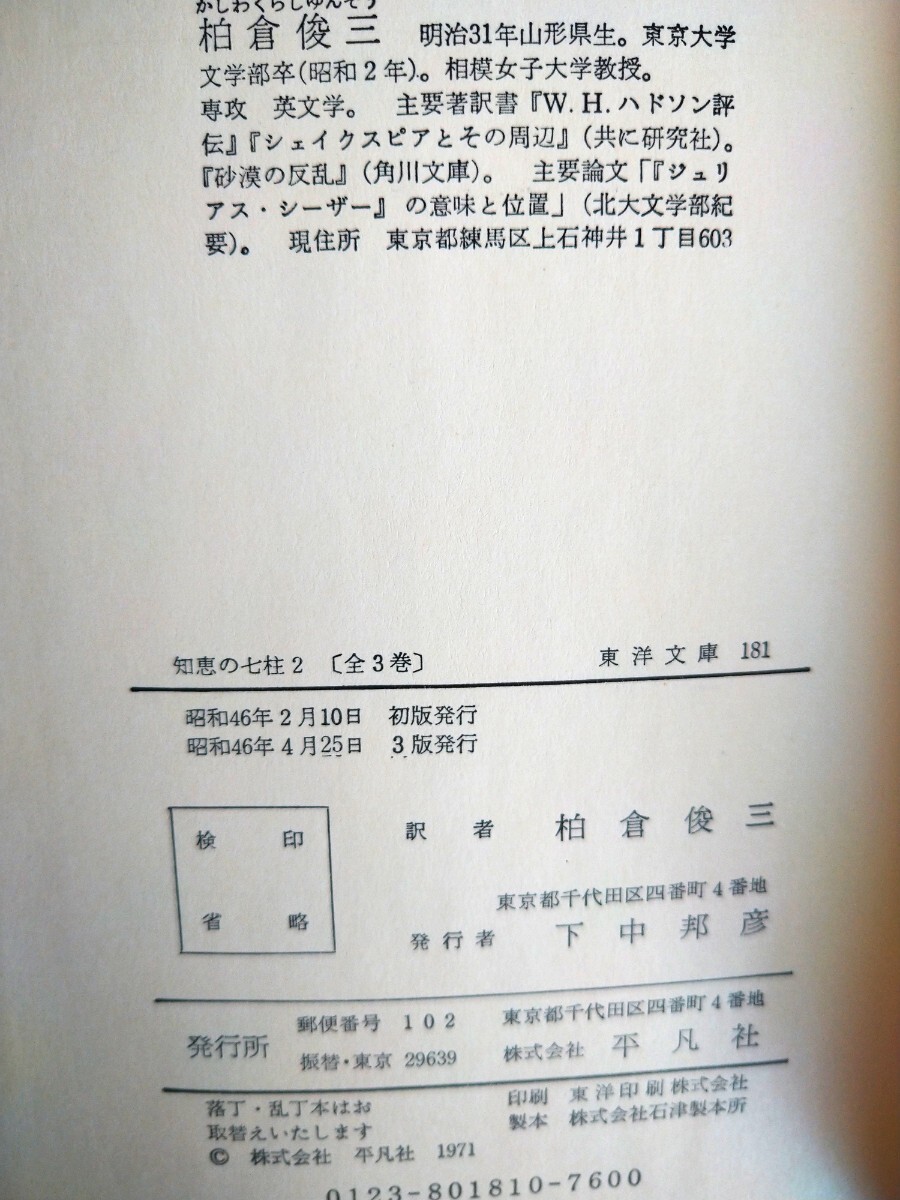 かしわくらしゆんぞう
柏倉俊三 明治31年山形県生。東京大学
文学部卒(昭和2年)。相模女子大学教授。
専攻 英文学。 主要著訳書『W.H.ハドソン評
伝』『シェイクスピアとその周辺』(共に研究社)。
『砂漠の反乱』(角川文庫)。 主要論文「『ジュリ
アス・シーザー』の意味と位置」(北大文学部紀
要)。 現住所 東京都練馬区上石神井1丁目603
知恵の七柱2 〔全3巻〕 東洋文庫 181
昭和46年2月10日 初版発行
昭和46年4月25日 3版発行
検印
省略
訳者 柏倉俊三
東京都千代田区四番町4番地
発行者 下中邦彦
発行所
郵便番号 102
振替・東京 29639
東京都千代田区四番町4番地
株式会社 平凡社
落丁・乱丁本はお
取替えいたします
印刷 東洋印刷株式会社
製本 株式会社石津製本所
© 株式会社 平凡社 1971
0123-801810-7600